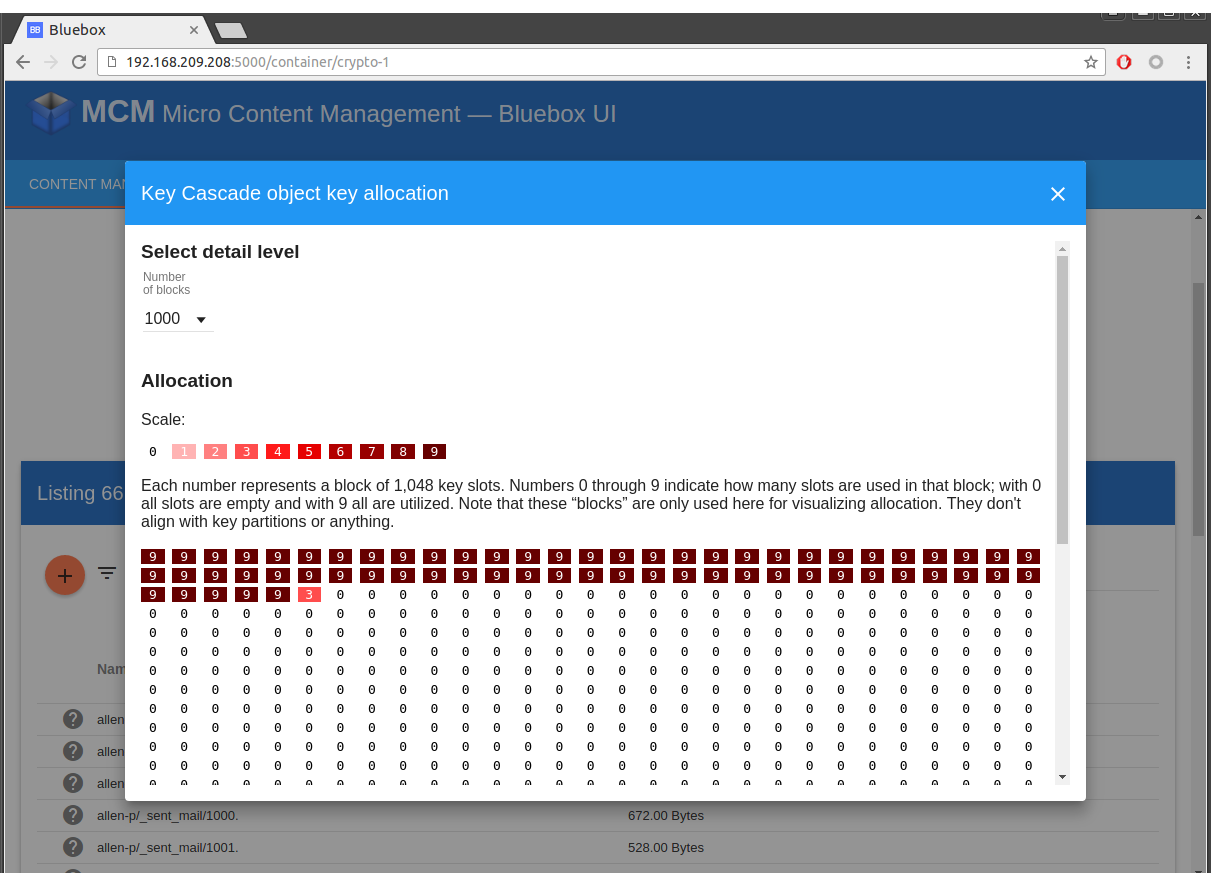 BB Bluebox
192.168.209.208:5000/container/crypto-1
MCM Micro Content Management — Bluebox UI
CONTENT MAN
Key Cascade object key allocation
Select detail level
Number
of blocks
1000
Allocation
Scale:
0 1 2 3 4 5 6 7 8 9
Each number represents a block of 1,048 key slots. Numbers 0 through 9 indicate how many slots are used in that block; with 0
all slots are empty and with 9 all are utilized. Note that these “blocks” are only used here for visualizing allocation. They don't
align with key partitions or anything.
9 9 9 9 9 9 9 9 9 9 9 9 9 9 9 9 9 9 9 9 9 9 9 9 9 9 9 9 9
9 9 9 9 9 9 9 9 9 9 9 9 9 9 9 9 9 9 9 9 9 9 9 9 9 9 9 9 9
9 9 9 9 9 3 0 0 0 0 0 0 0 0 0 0 0 0 0 0 0 0 0 0 0 0 0 0 0
0 0 0 0 0 0 0 0 0 0 0 0 0 0 0 0 0 0 0 0 0 0 0 0 0 0 0 0 0
0 0 0 0 0 0 0 0 0 0 0 0 0 0 0 0 0 0 0 0 0 0 0 0 0 0 0 0 0
0 0 0 0 0 0 0 0 0 0 0 0 0 0 0 0 0 0 0 0 0 0 0 0 0 0 0 0 0
0 0 0 0 0 0 0 0 0 0 0 0 0 0 0 0 0 0 0 0 0 0 0 0 0 0 0 0 0
0 0 0 0 0 0 0 0 0 0 0 0 0 0 0 0 0 0 0 0 0 0 0 0 0 0 0 0 0
0 0 0 0 0 0 0 0 0 0 0 0 0 0 0 0 0 0 0 0 0 0 0 0 0 0 0 0 0
0 0 0 0 0 0 0 0 0 0 0 0 0 0 0 0 0 0 0 0 0 0 0 0 0 0 0 0 0
0 0 0 0 0 0 0 0 0 0 0 0 0 0 0 0 0 0 0 0 0 0 0 0 0 0 0 0 0
0 0 0 0 0 0 0 0 0 0 0 0 0 0 0 0 0 0 0 0 0 0 0 0 0 0 0 0 0
Listing 66
Nam
allen
allen
allen
allen-p/_sent_mail/1000. 672.00 Bytes
allen-p/_sent_mail/1001. 528.00 Bytes